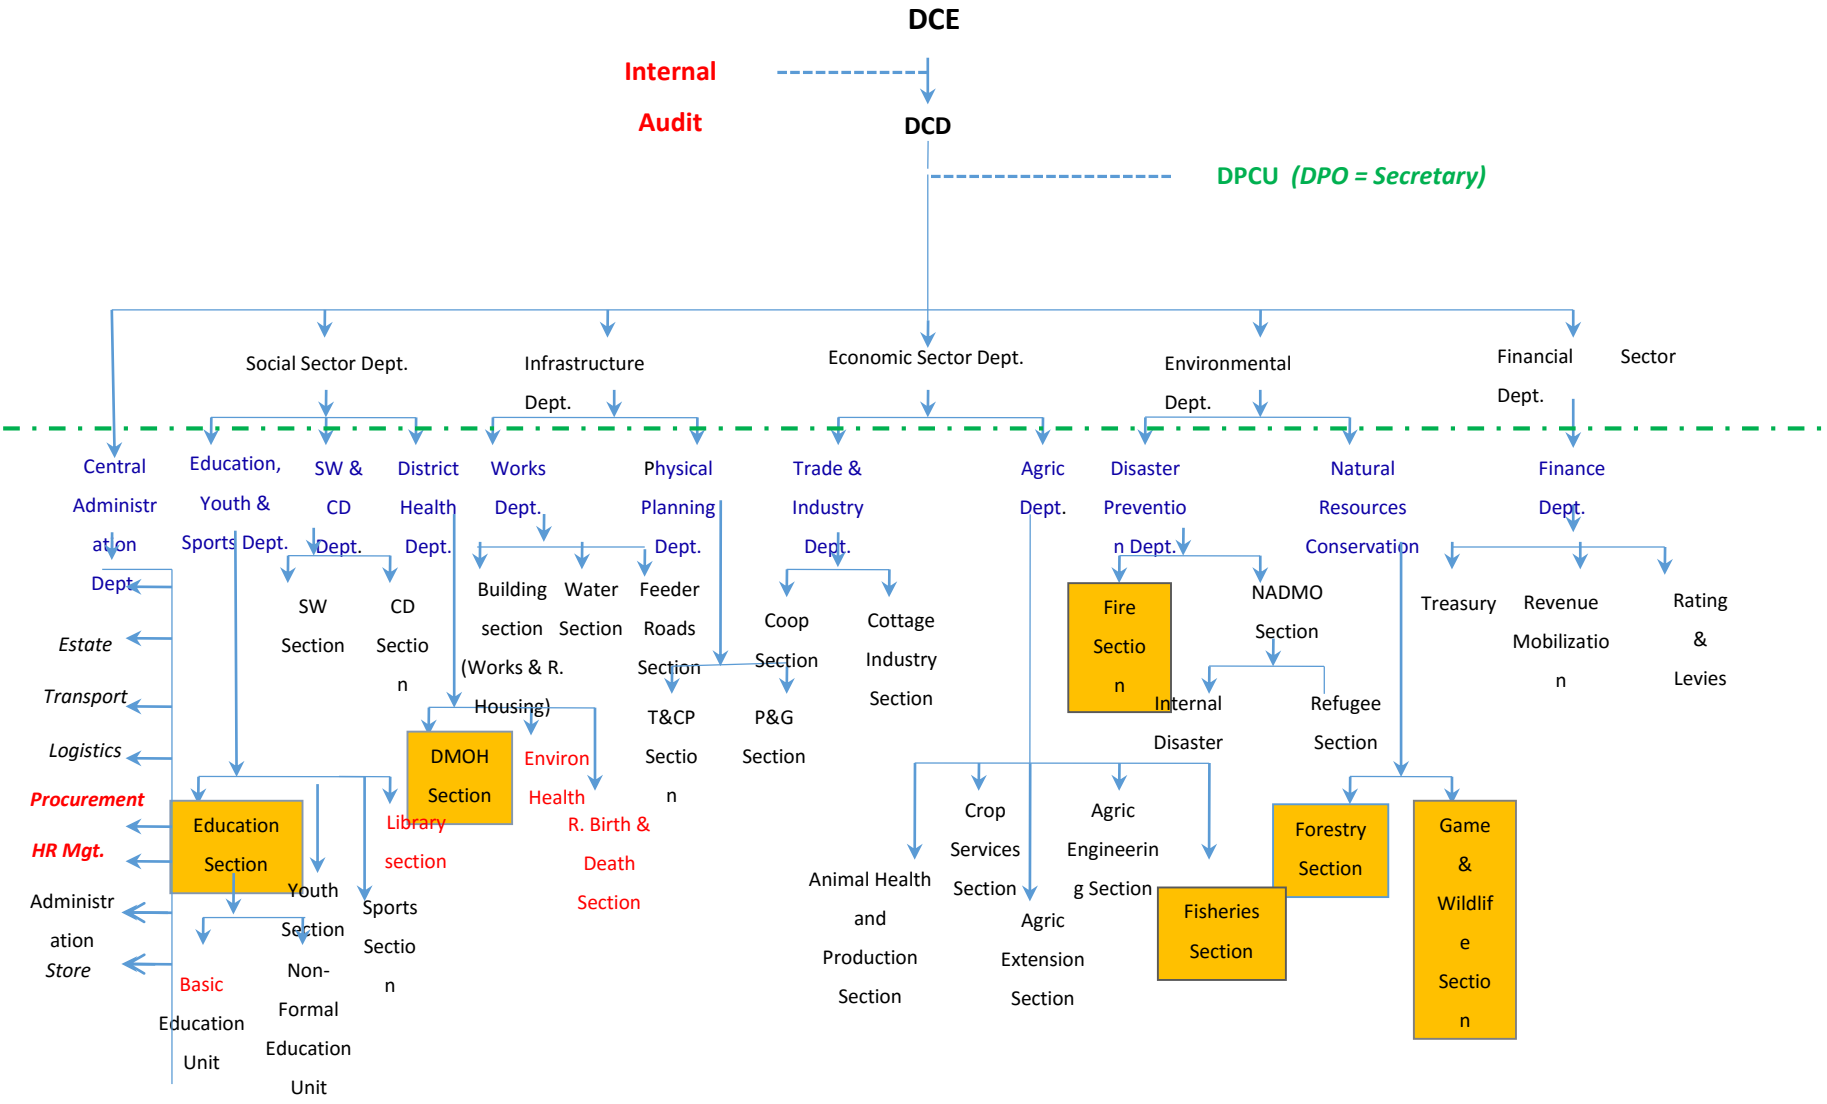 DCE
Internal
Audit
DCD
DPCU (DPO = Secretary)
Social Sector Dept.
Infrastructure
Dept.
Economic Sector Dept.
Environmental
Dept.
Financial Sector
Dept.
Central
Administr
ation
Dept
Education,
Youth &
Sports Dept.
SW &
CD
Dept.
District
Health
Dept.
Works
Dept.
Physical
Planning
Dept.
Trade &
Industry
Dept.
Agric
Dept.
Disaster
Preventio
n Dept.
Natural
Resources
Conservation
Finance
Dept.
Estate
Transport
Logistics
Procurement
HR Mgt.
Administr
ation
Store
SW
Section
CD
Sectio
n
Building
section
(Works & R.
Housing)
Water
Section
Feeder
Roads
Section
T&CP
Sectio
n
P&G
Section
Coop
Section
Cottage
Industry
Section
Fire
Sectio
n
NADMO
Section
Internal
Disaster
Refugee
Section
Treasury
Revenue
Mobilizatio
n
Rating
&
Levies
Education
Section
Youth
Section
Sports
Sectio
n
Library
section
DMOH
Section
Environ
Health
R. Birth &
Death
Section
Basic
Education
Unit
Non-
Formal
Education
Unit
Animal Health
and
Production
Section
Crop
Services
Section
Agric
Extension
Section
Agric
Engineerin
g Section
Fisheries
Section
Forestry
Section
Game
&
Wildlif
e
Sectio
n